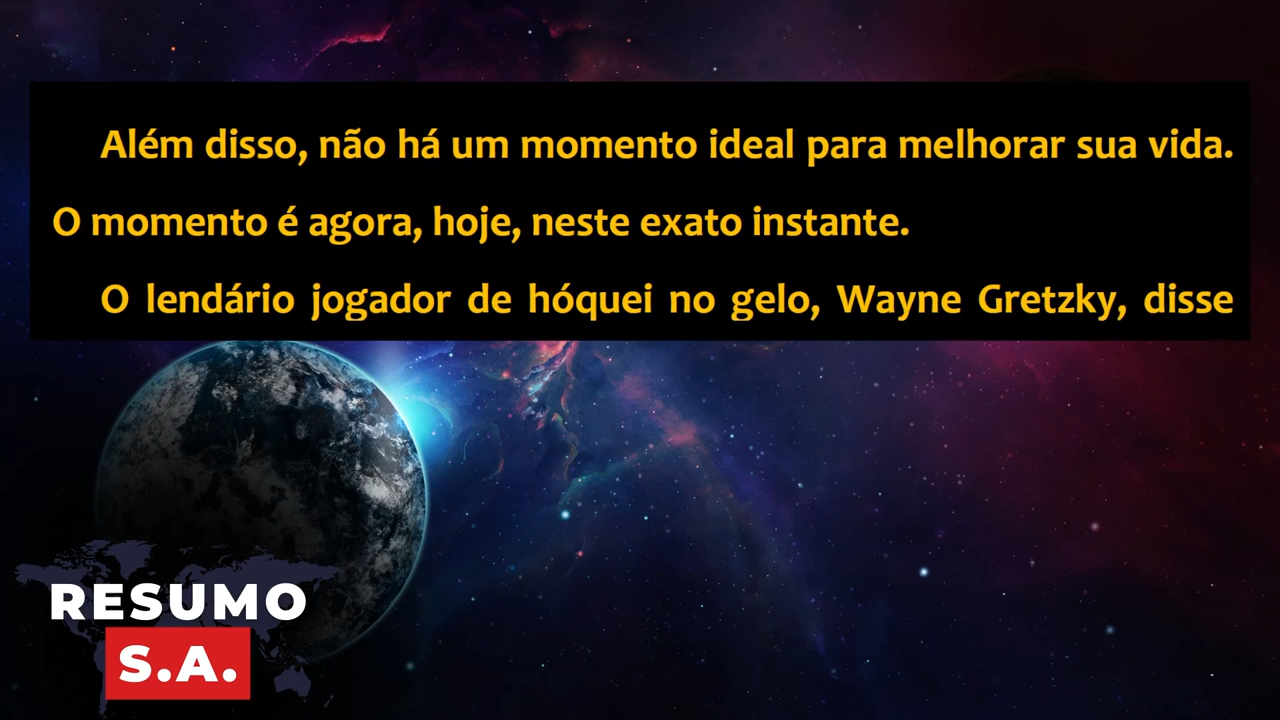 Além disso, não há um momento ideal para melhorar sua vida.
O momento é agora, hoje, neste exato instante.
O lendário jogador de hóquei no gelo, Wayne Gretzky, disse
RESUMO
S.A.